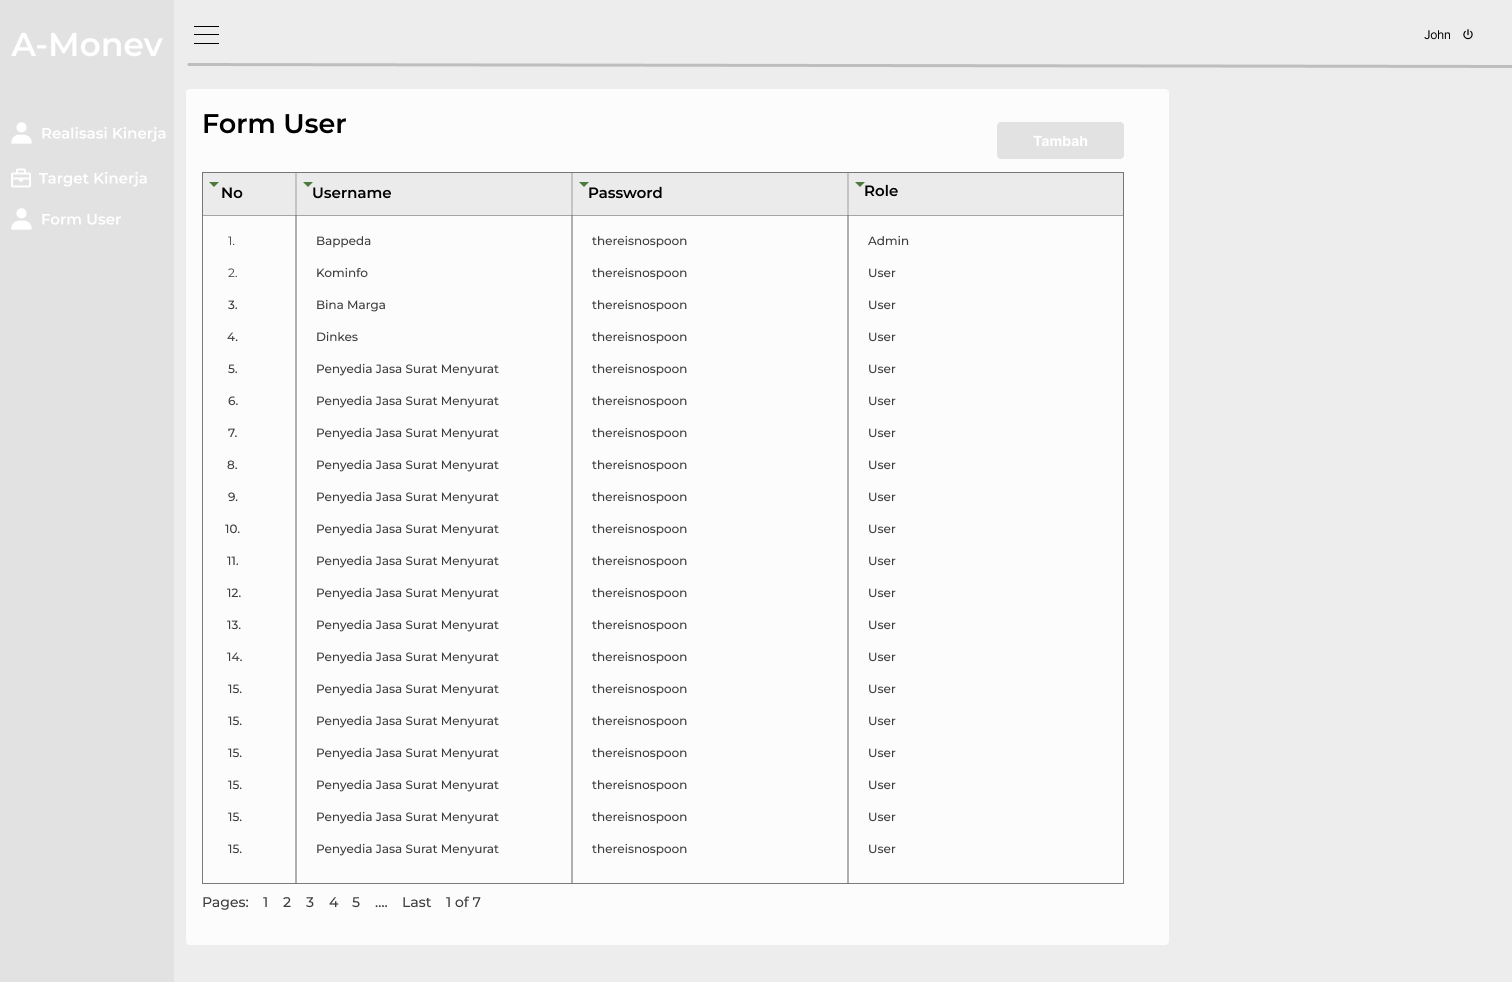 A-Monev
John
Realisasi Kinerja
Target Kinerja
Form User
Form User
Tambah
No Username Password Role
1. Bappeda thereisnospoon Admin
2. Kominfo thereisnospoon User
3. Bina Marga thereisnospoon User
4. Dinkes thereisnospoon User
5. Penyedia Jasa Surat Menyurat thereisnospoon User
6. Penyedia Jasa Surat Menyurat thereisnospoon User
7. Penyedia Jasa Surat Menyurat thereisnospoon User
8. Penyedia Jasa Surat Menyurat thereisnospoon User
9. Penyedia Jasa Surat Menyurat thereisnospoon User
10. Penyedia Jasa Surat Menyurat thereisnospoon User
11. Penyedia Jasa Surat Menyurat thereisnospoon User
12. Penyedia Jasa Surat Menyurat thereisnospoon User
13. Penyedia Jasa Surat Menyurat thereisnospoon User
14. Penyedia Jasa Surat Menyurat thereisnospoon User
15. Penyedia Jasa Surat Menyurat thereisnospoon User
15. Penyedia Jasa Surat Menyurat thereisnospoon User
15. Penyedia Jasa Surat Menyurat thereisnospoon User
15. Penyedia Jasa Surat Menyurat thereisnospoon User
15. Penyedia Jasa Surat Menyurat thereisnospoon User
15. Penyedia Jasa Surat Menyurat thereisnospoon User
Pages: 1 2 3 4 5 .... Last 1 of 7